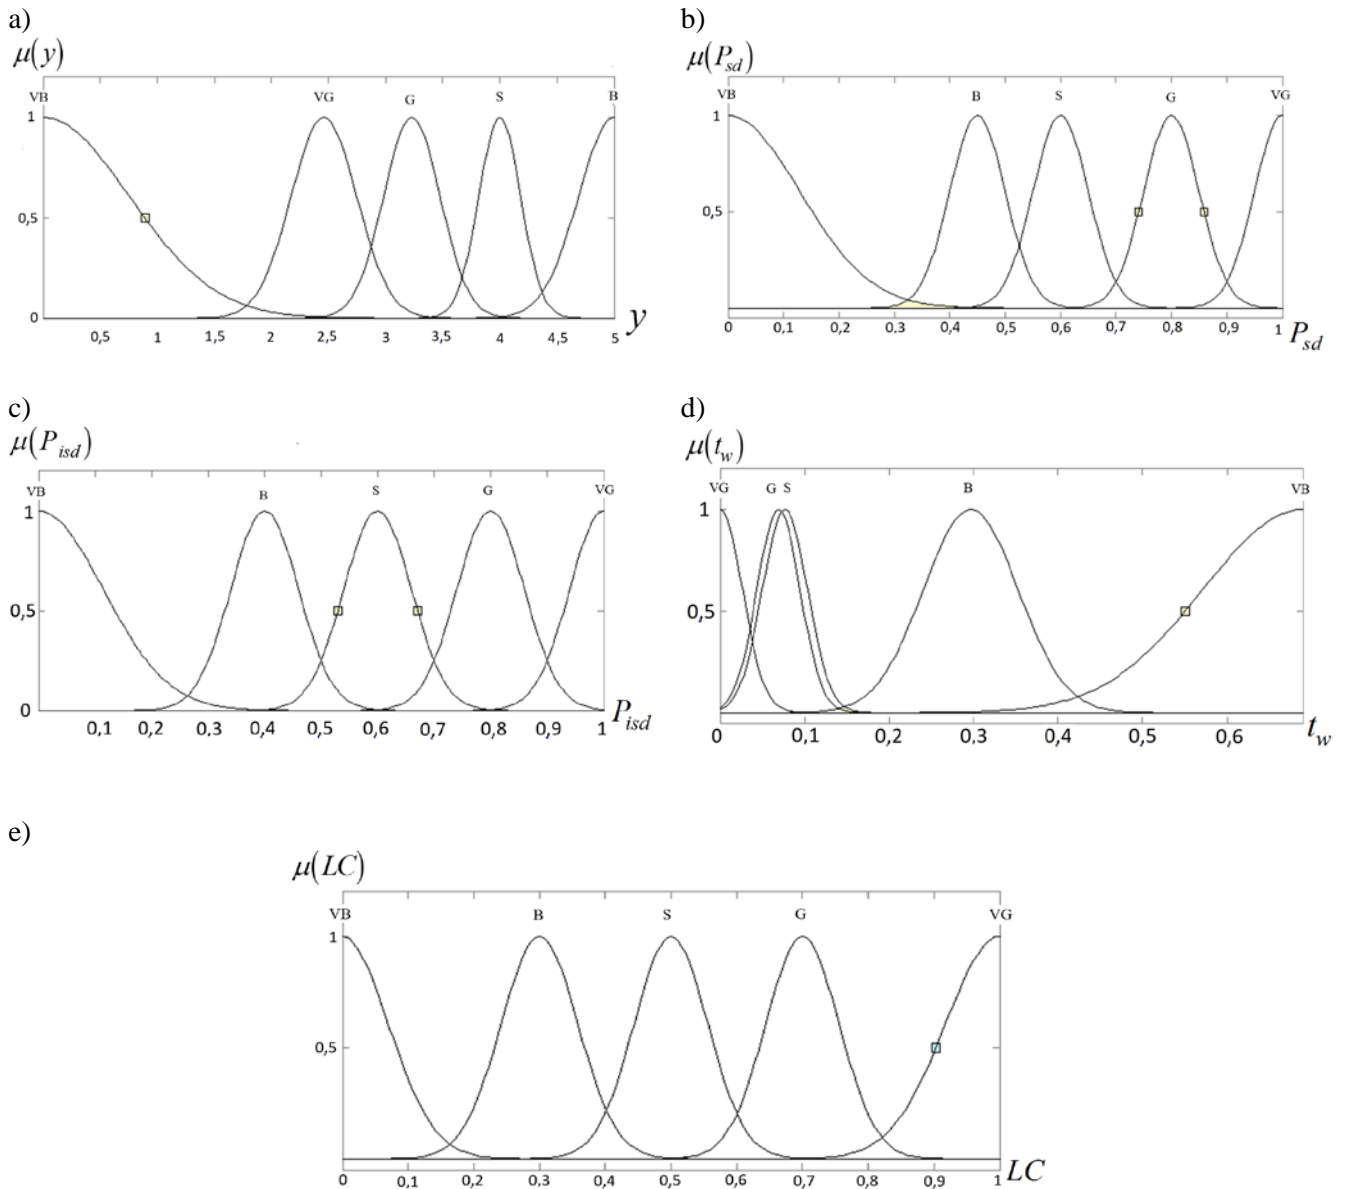 a)
μ(y)
VB VG G S B
1
0,5
0
0,5 1 1,5 2 2,5 3 3,5 4 4,5 5 y
b)
μ(P_sd)
VB B S G VG
1
0,5
0 0,1 0,2 0,3 0,4 0,5 0,6 0,7 0,8 0,9 1 P_sd
c)
μ(P_isd)
VB B S G VG
1
0,5
0
0,1 0,2 0,3 0,4 0,5 0,6 0,7 0,8 0,9 1 P_isd
d)
μ(t_w)
VG G S B VB
1
0,5
0 0,1 0,2 0,3 0,4 0,5 0,6 t_w
e)
μ(LC)
VB B S G VG
1
0,5
0 0,1 0,2 0,3 0,4 0,5 0,6 0,7 0,8 0,9 1 LC